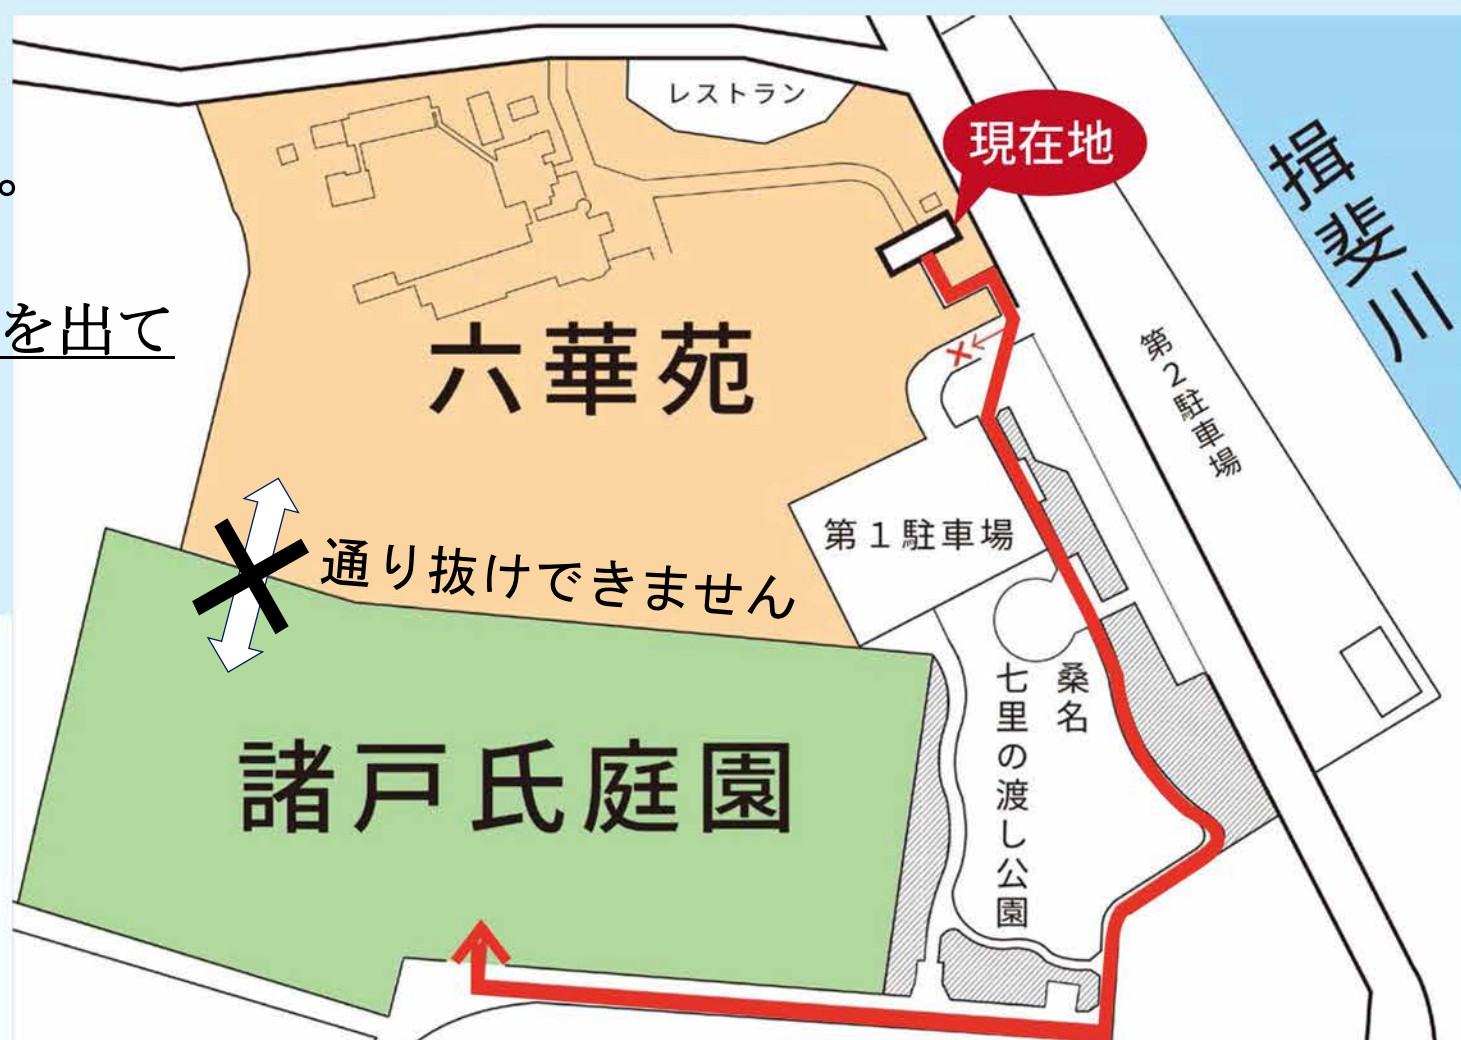 レストラン
現在地
。
揖斐川
を出て
六華苑
第2駐車場
第１駐車場
通り抜けできません
桑名
七里の渡し公園
諸戸氏庭園